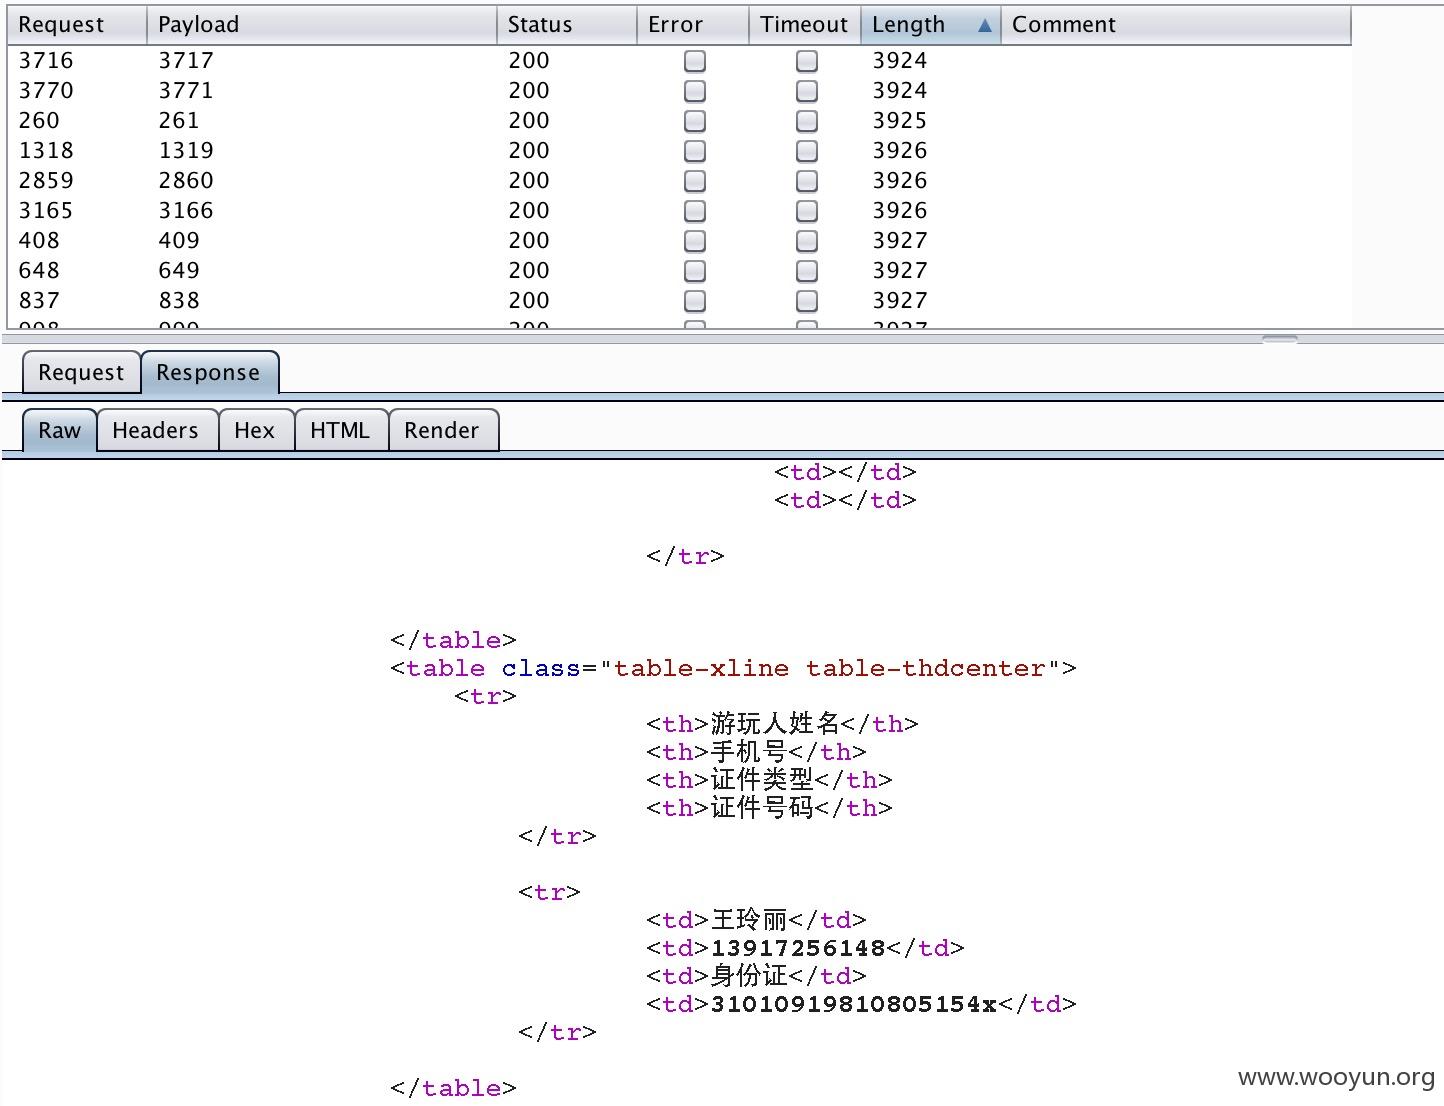 Request Payload Status Error Timeout Length Comment
3716 3717 200 3924
3770 3771 200 3924
260 261 200 3925
1318 1319 200 3926
2859 2860 200 3926
3165 3166 200 3926
408 409 200 3927
648 649 200 3927
837 838 200 3927
998 999 200 3927
Request Response
Raw Headers Hex HTML Render
<td></td>
<td></td>
</tr>
</table>
<table class="table-xline table-thdcenter">
<tr>
<th>游玩人姓名</th>
<th>手机号</th>
<th>证件类型</th>
<th>证件号码</th>
</tr>
<tr>
<td>王玲丽</td>
<td>13917256148</td>
<td>身份证</td>
<td>31010919810805154x</td>
</tr>
</table>
www.wooyun.org